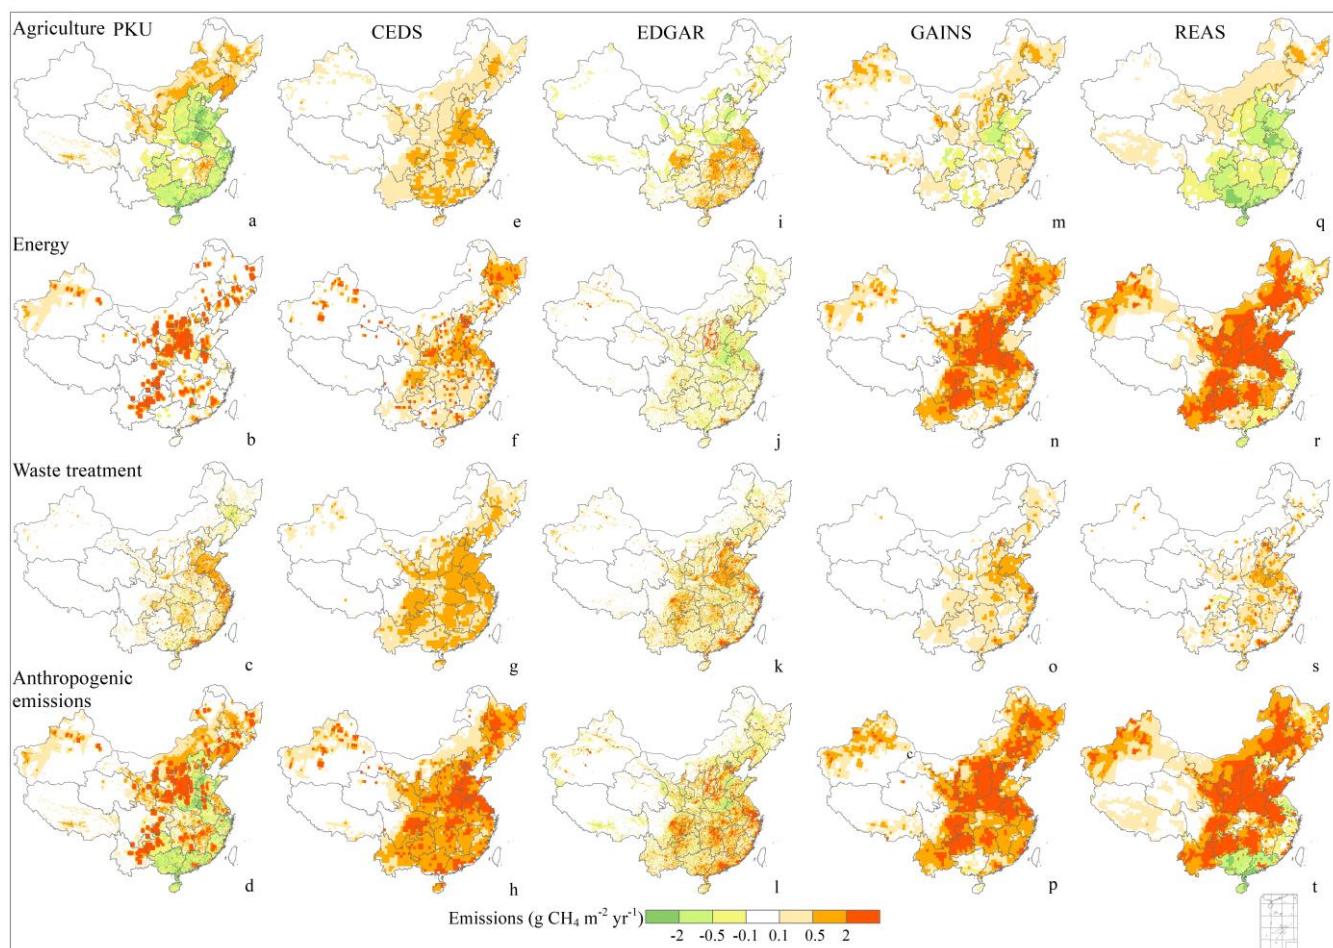 Agriculture PKU CEDS EDGAR GAINS REAS
a e i m q
Energy
b f j n r
Waste treatment
c g k o s
Anthropogenic
emissions
c
d h l p t
Emissions (g CH₄ m⁻² yr⁻¹)
-2 -0.5 -0.1 0.1 0.5 2